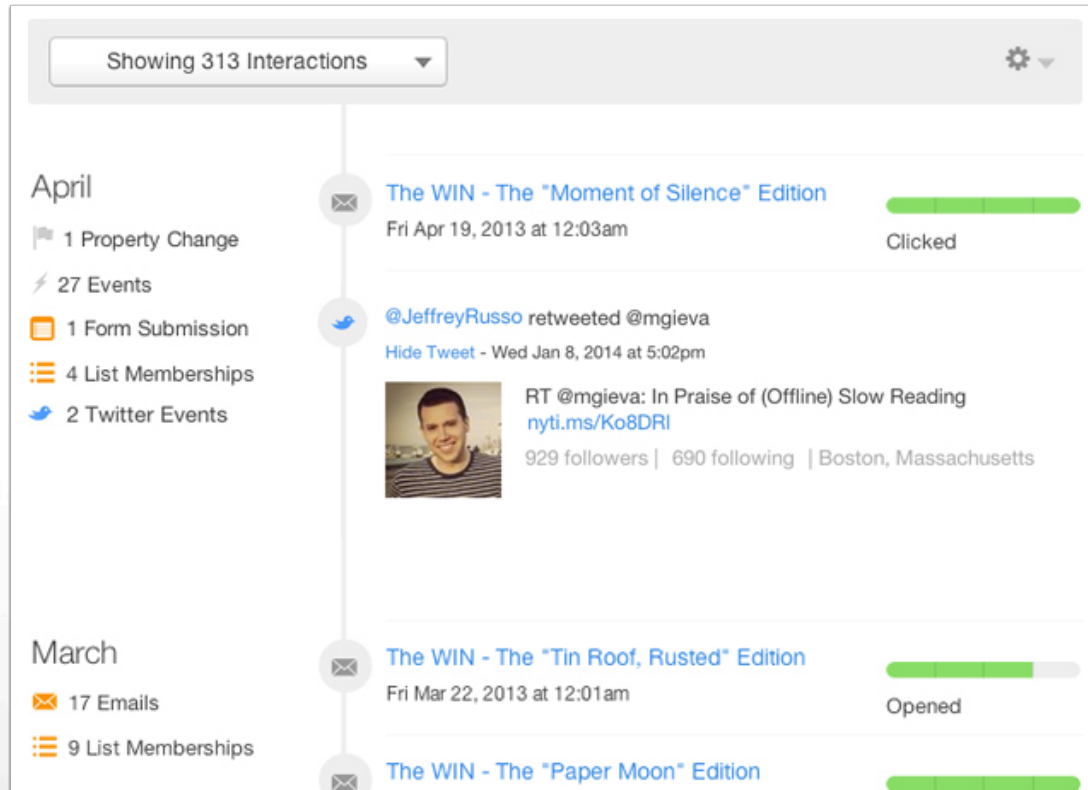 Showing 313 Interactions
April
1 Property Change
27 Events
1 Form Submission
4 List Memberships
2 Twitter Events
The WIN - The "Moment of Silence" Edition
Fri Apr 19, 2013 at 12:03am
Clicked
@JeffreyRusso retweeted @mgieva
Hide Tweet - Wed Jan 8, 2014 at 5:02pm
RT @mgieva: In Praise of (Offline) Slow Reading
nyti.ms/Ko8DRl
929 followers | 690 following | Boston, Massachusetts
March
17 Emails
9 List Memberships
The WIN - The "Tin Roof, Rusted" Edition
Fri Mar 22, 2013 at 12:01am
Opened
The WIN - The "Paper Moon" Edition